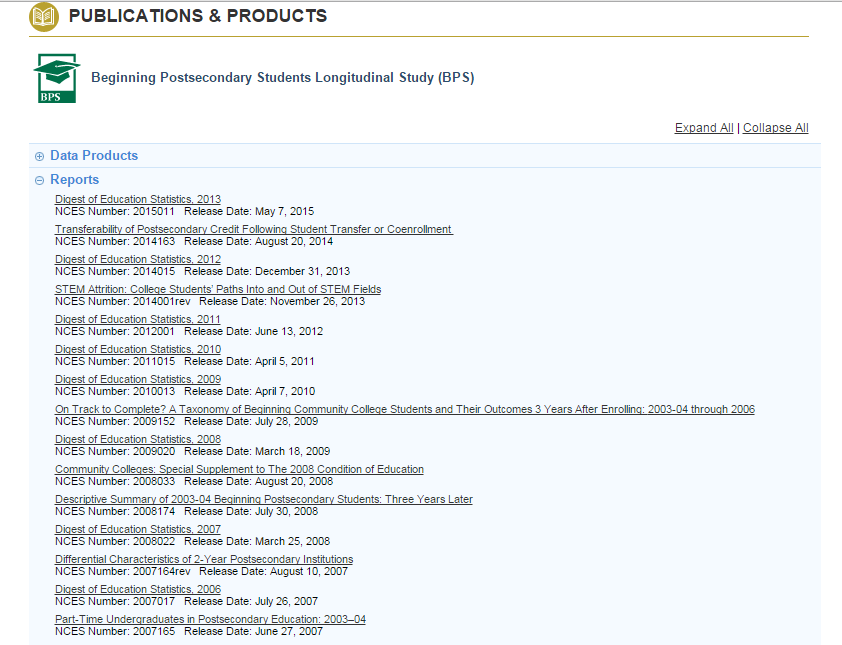 PUBLICATIONS & PRODUCTS
BPS
Beginning Postsecondary Students Longitudinal Study (BPS)
Expand All | Collapse All
Data Products
Reports
Digest of Education Statistics, 2013
NCES Number: 2015011 Release Date: May 7, 2015
Transferability of Postsecondary Credit Following Student Transfer or Coenrollment
NCES Number: 2014163 Release Date: August 20, 2014
Digest of Education Statistics, 2012
NCES Number: 2014015 Release Date: December 31, 2013
STEM Attrition: College Students' Paths Into and Out of STEM Fields
NCES Number: 2014001rev Release Date: November 26, 2013
Digest of Education Statistics, 2011
NCES Number: 2012001 Release Date: June 13, 2012
Digest of Education Statistics, 2010
NCES Number: 2011015 Release Date: April 5, 2011
Digest of Education Statistics, 2009
NCES Number: 2010013 Release Date: April 7, 2010
On Track to Complete? A Taxonomy of Beginning Community College Students and Their Outcomes 3 Years After Enrolling: 2003-04 through 2006
NCES Number: 2009152 Release Date: July 28, 2009
Digest of Education Statistics, 2008
NCES Number: 2009020 Release Date: March 18, 2009
Community Colleges: Special Supplement to The 2008 Condition of Education
NCES Number: 2008033 Release Date: August 20, 2008
Descriptive Summary of 2003-04 Beginning Postsecondary Students: Three Years Later
NCES Number: 2008174 Release Date: July 30, 2008
Digest of Education Statistics, 2007
NCES Number: 2008022 Release Date: March 25, 2008
Differential Characteristics of 2-Year Postsecondary Institutions
NCES Number: 2007164rev Release Date: August 10, 2007
Digest of Education Statistics, 2006
NCES Number: 2007017 Release Date: July 26, 2007
Part-Time Undergraduates in Postsecondary Education: 2003–04
NCES Number: 2007165 Release Date: June 27, 2007